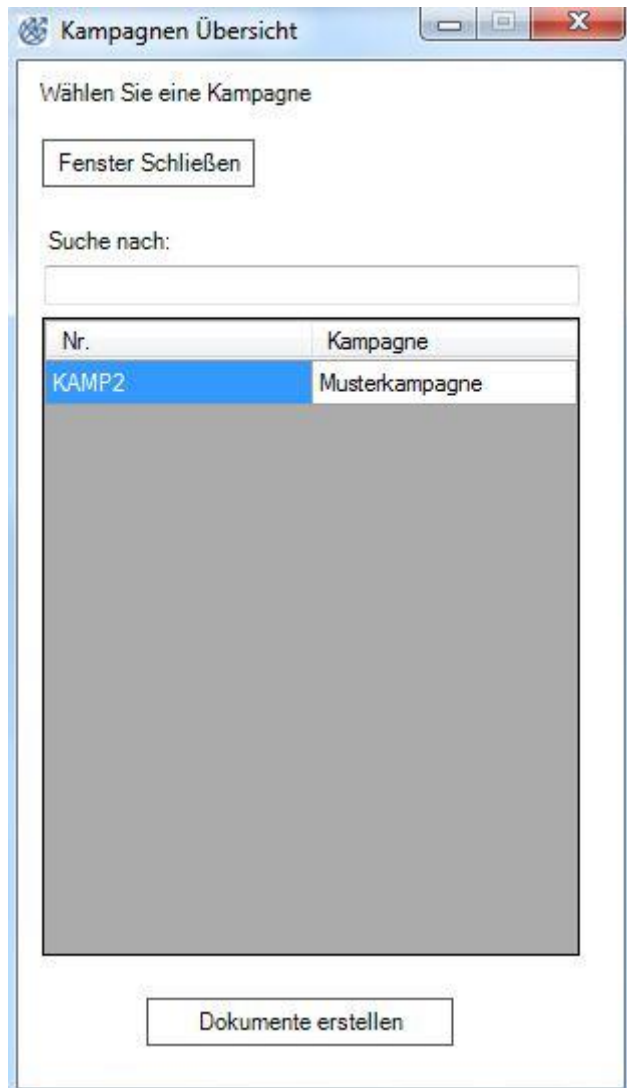 Kampagnen Übersicht
Wählen Sie eine Kampagne
Fenster Schließen
Suche nach:
Nr. Kampagne
KAMP2 Musterkampagne
Dokumente erstellen